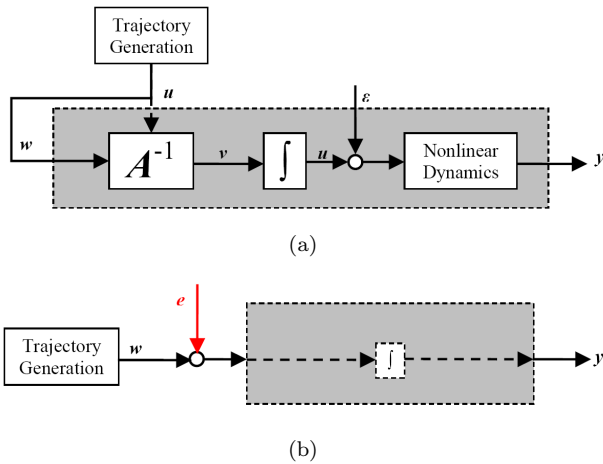 Trajectory
Generation
u
ε
w
A⁻¹
v
∫
u
Nonlinear
Dynamics
y
(a)
e
Trajectory
Generation
w
∫
y
(b)